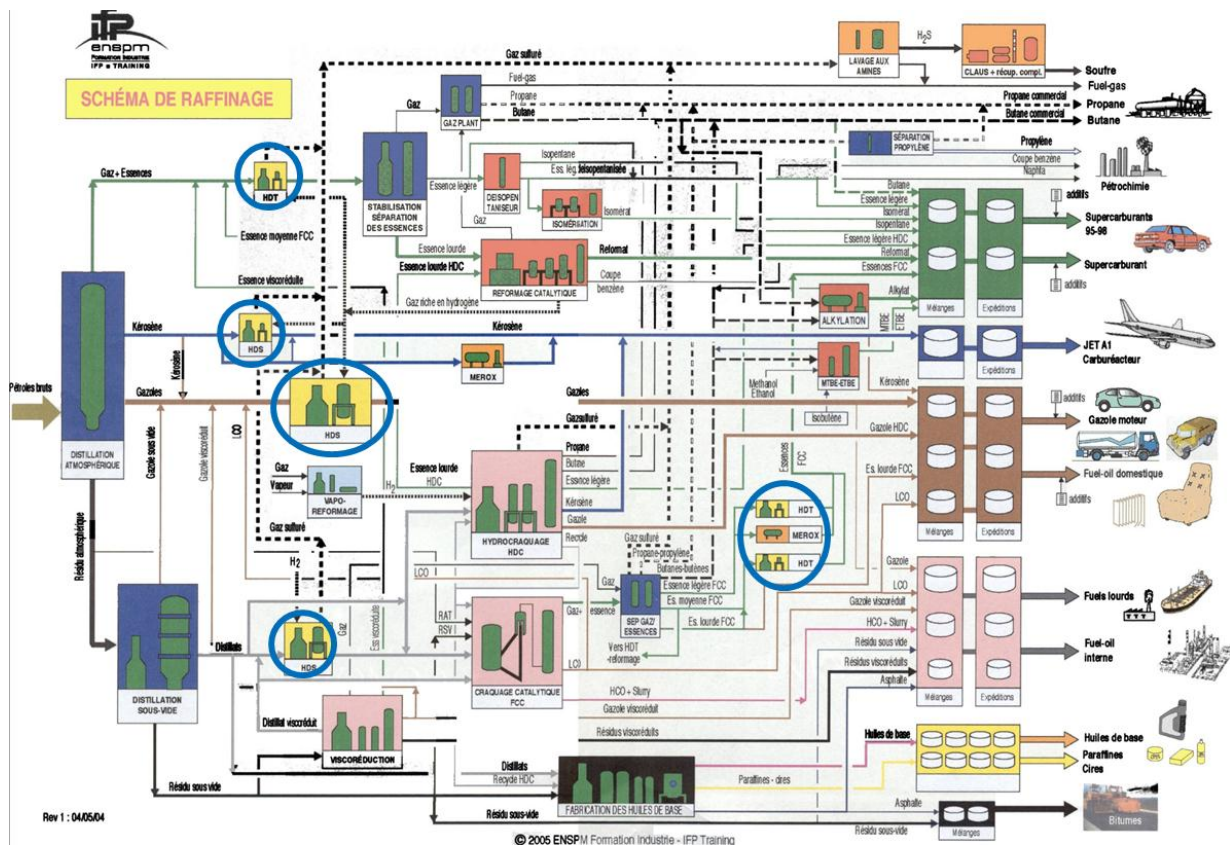 iFP
enspm
FORMATION INDUSTRIE
IFP TRAINING
SCHÉMA DE RAFFINAGE
Gaz sulfuré
LAVAGE AUX
AMINES
H₂S
CLAUS + récup. compl.
Soufre
Fuel-gas
Fuel-gas
Propane
Butane
Propane commercial
Butane commercial
Propane
Butane
Gaz
GAZ PLANT
SÉPARATION
PROPYLÈNE
Propylène
Coupe benzène
Naphta
Pétrochimie
Gaz + Essences
HDT
STABILISATION
SÉPARATION
DES ESSENCES
Essence légère
DEISOPEN
TANISEUR
Isopentane
Ess. lég. deisopentanisée
ISOMÉRISATION
Isomérat
Gaz
Essence moyenne FCC
Essence lourde
Essence lourde HDC
REFORMAGE CATALYTIQUE
Reformat
Coupe
benzène
Essence viscoréduite
Gaz riche en hydrogène
Butane
Essence légère
Isomérat
Isopentane
Essence légère HDC
Reformat
Essences FCC
Alkylat
MTBE
ETBE
ALKYLATION
Mélanges
Expéditions
additifs
Supercarburants
95-98
Supercarburant
additifs
Kérosène
HDS
Kérosène
MEROX
Kérosène
JET A1
Carburéacteur
Mélanges
Expéditions
MTBE-ETBE
Méthanol
Ethanol
Isobutène
Pétroles bruts
DISTILLATION
ATMOSPHÉRIQUE
Gazoles
HDS
Gazoles
Kérosène
Gazole HDC
Es. lourde FCC
LCO
Mélanges
Expéditions
additifs
Gazole moteur
Fuel-oil domestique
additifs
Gazole sous vide
Gazole viscoréduit
LCO
Gaz
Vapeur
VAPO-
REFORMAGE
H₂
Essence lourde
HDC
Gaz sulfuré
Propane
Butane
Essence légère
Kérosène
Gazole
Recycle
HYDROCRAQUAGE
HDC
Essences
FCC
HDT
MEROX
HDT
Gaz sulfuré
H₂
Résidu atmosphérique
DISTILLATION
SOUS-VIDE
Distillats
HDS
Gaz
Ess viscoréduite
LCO
RAT
RSV
CRAQUAGE CATALYTIQUE
FCC
Gaz+
essence
LCO
Gaz
SEP GAZ/
ESSENCES
Gaz sulfuré
Propane-propylène
Butanes-butènes
Essence légère FCC
Es. moyenne FCC
Es. lourde FCC
Vers HDT
-reformage
Gazole
LCO
Gazole viscoréduit
HCO + Slurry
Résidu sous vide
Résidus viscoréduits
Asphalte
Mélanges
Expéditions
Fuels lourds
Fuel-oil
interne
HCO + Slurry
Gazole viscoréduit
Résidus viscoréduits
Distillat viscoréduit
VISCORÉDUCTION
Résidu sous vide
Distillats
Recycle HDC
FABRICATION DES HUILES DE BASE
Huiles de base
Paraffines - cires
Huiles de base
Paraffines
Cires
Résidu sous-vide
Asphalte
Résidu sous-vide
Mélanges
Bitumes
Rev 1 : 04/05/04
© 2005 ENSPM Formation Industrie - IFP Training